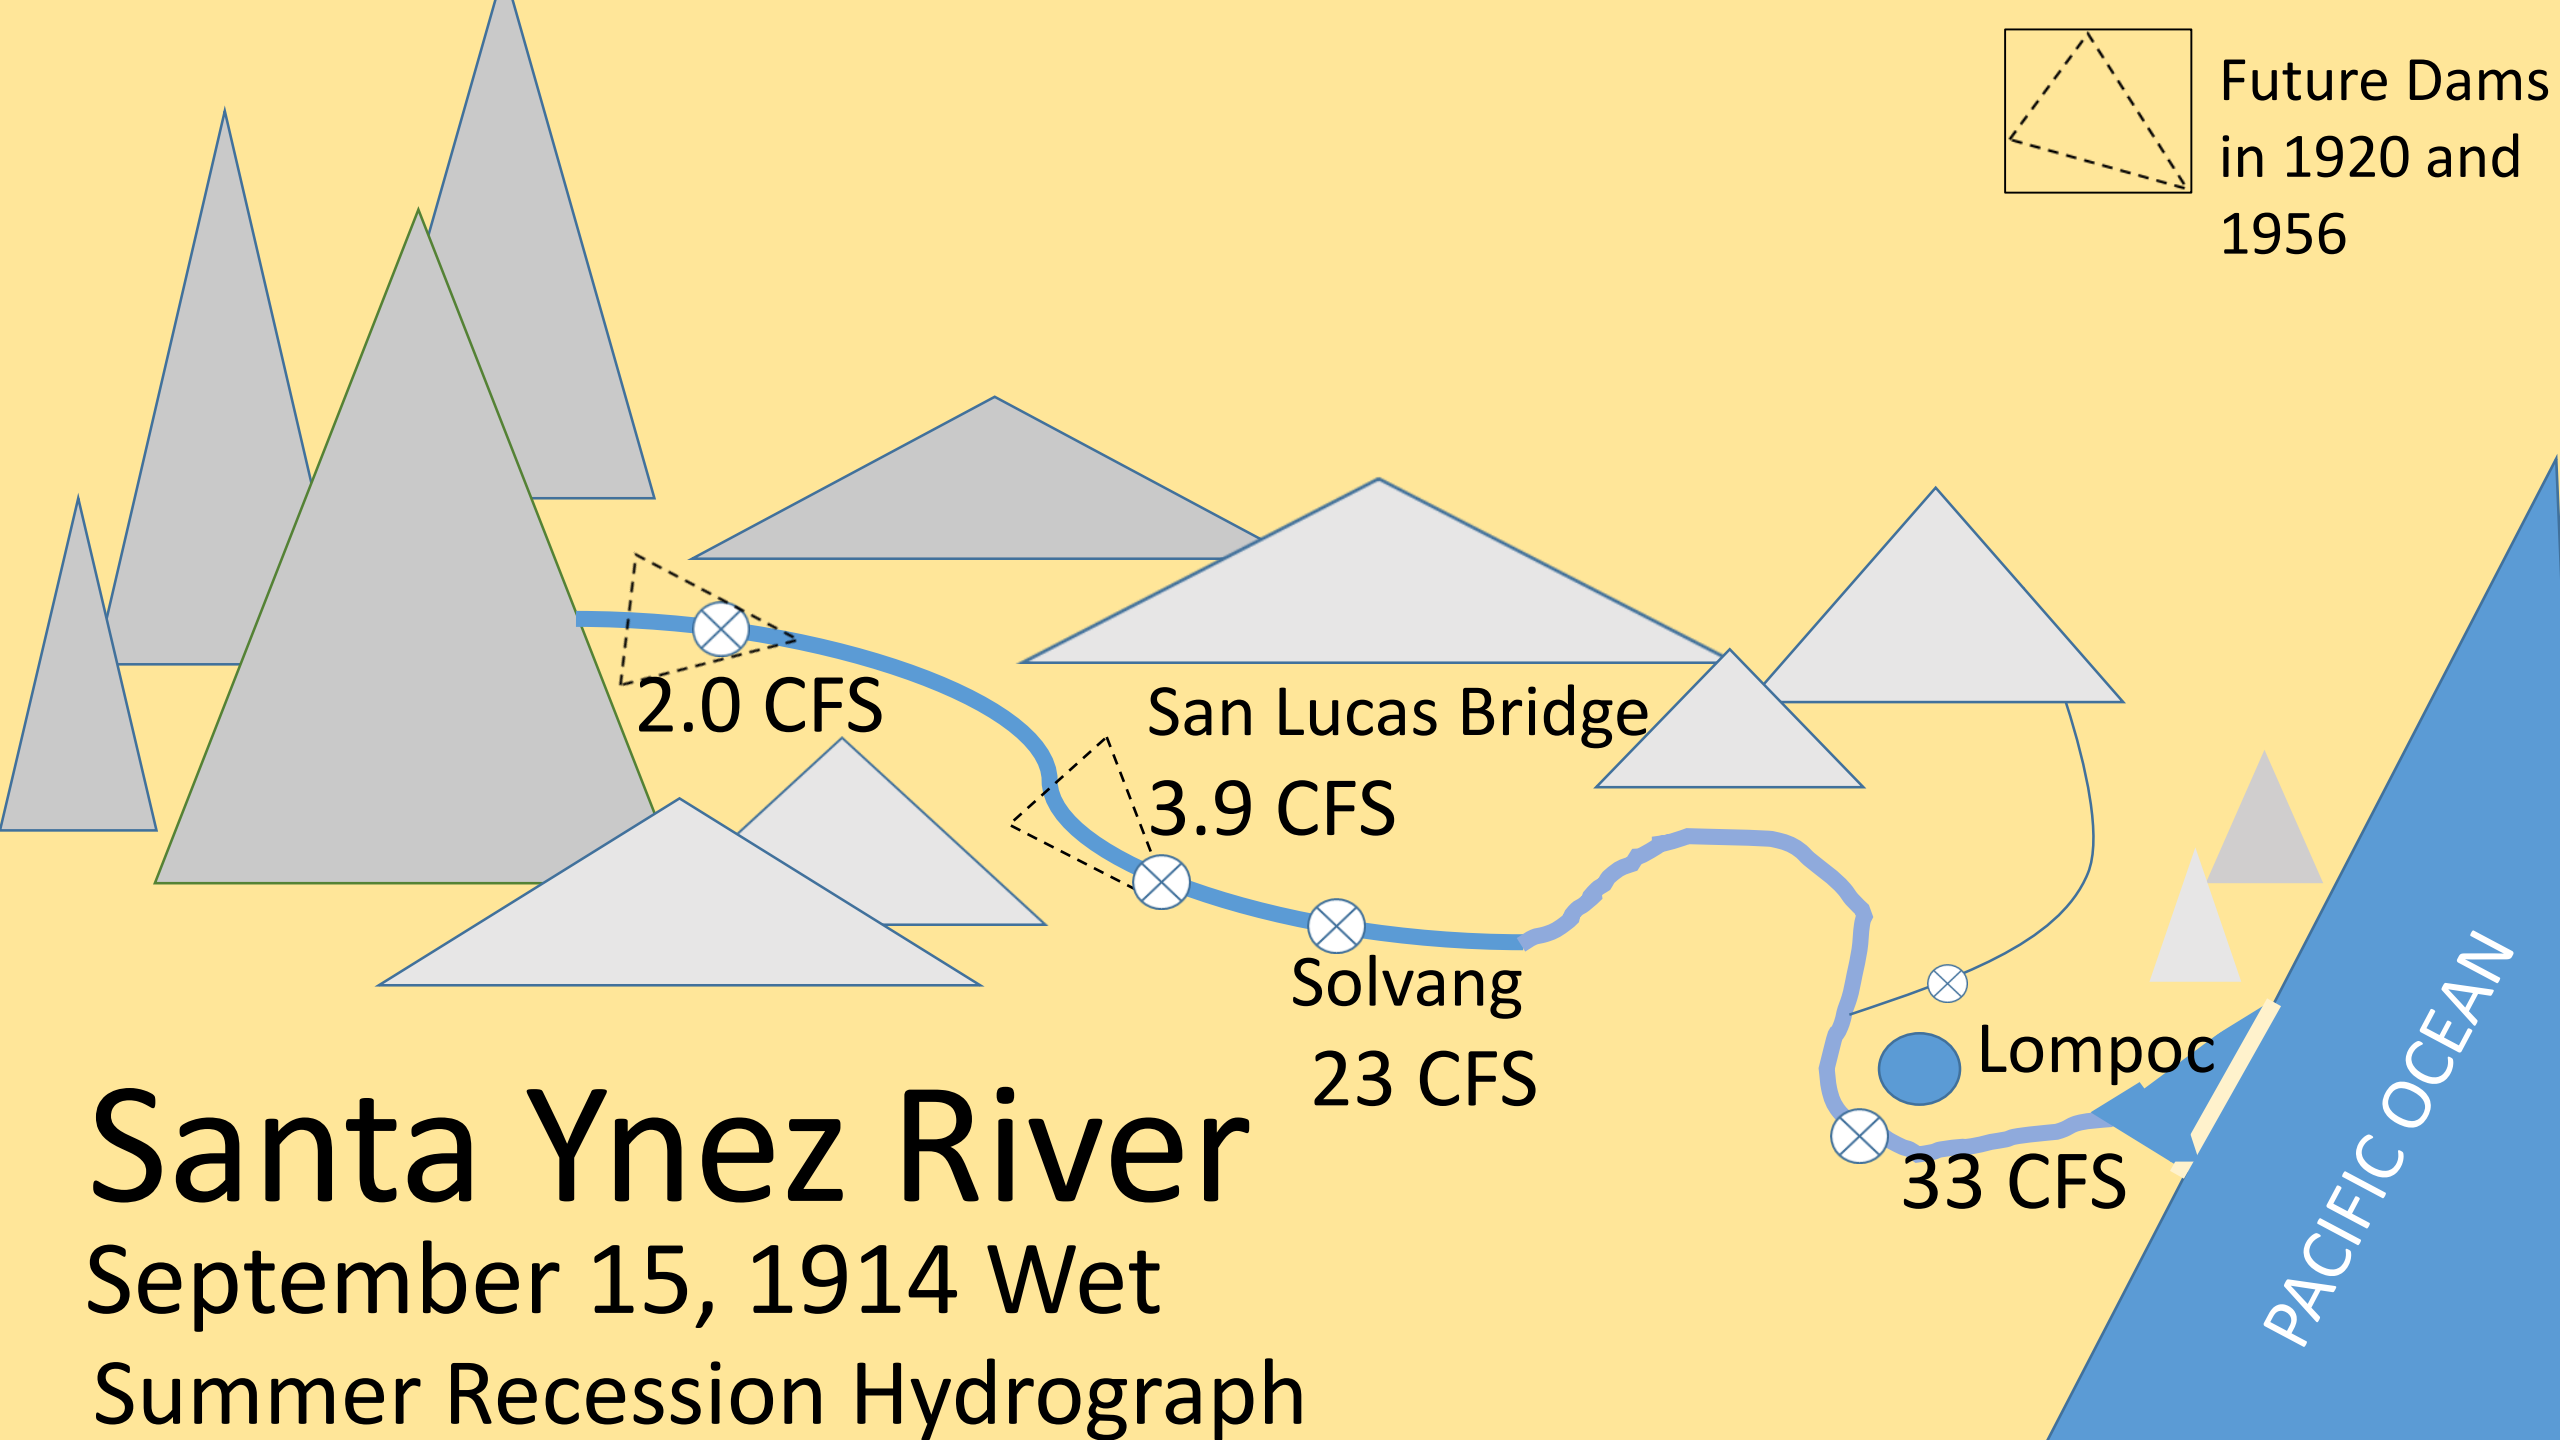 Future Dams
in 1920 and
1956
2.0 CFS
San Lucas Bridge
3.9 CFS
Solvang
23 CFS
Lompoc
33 CFS
PACIFIC OCEAN
Santa Ynez River
September 15, 1914 Wet
Summer Recession Hydrograph